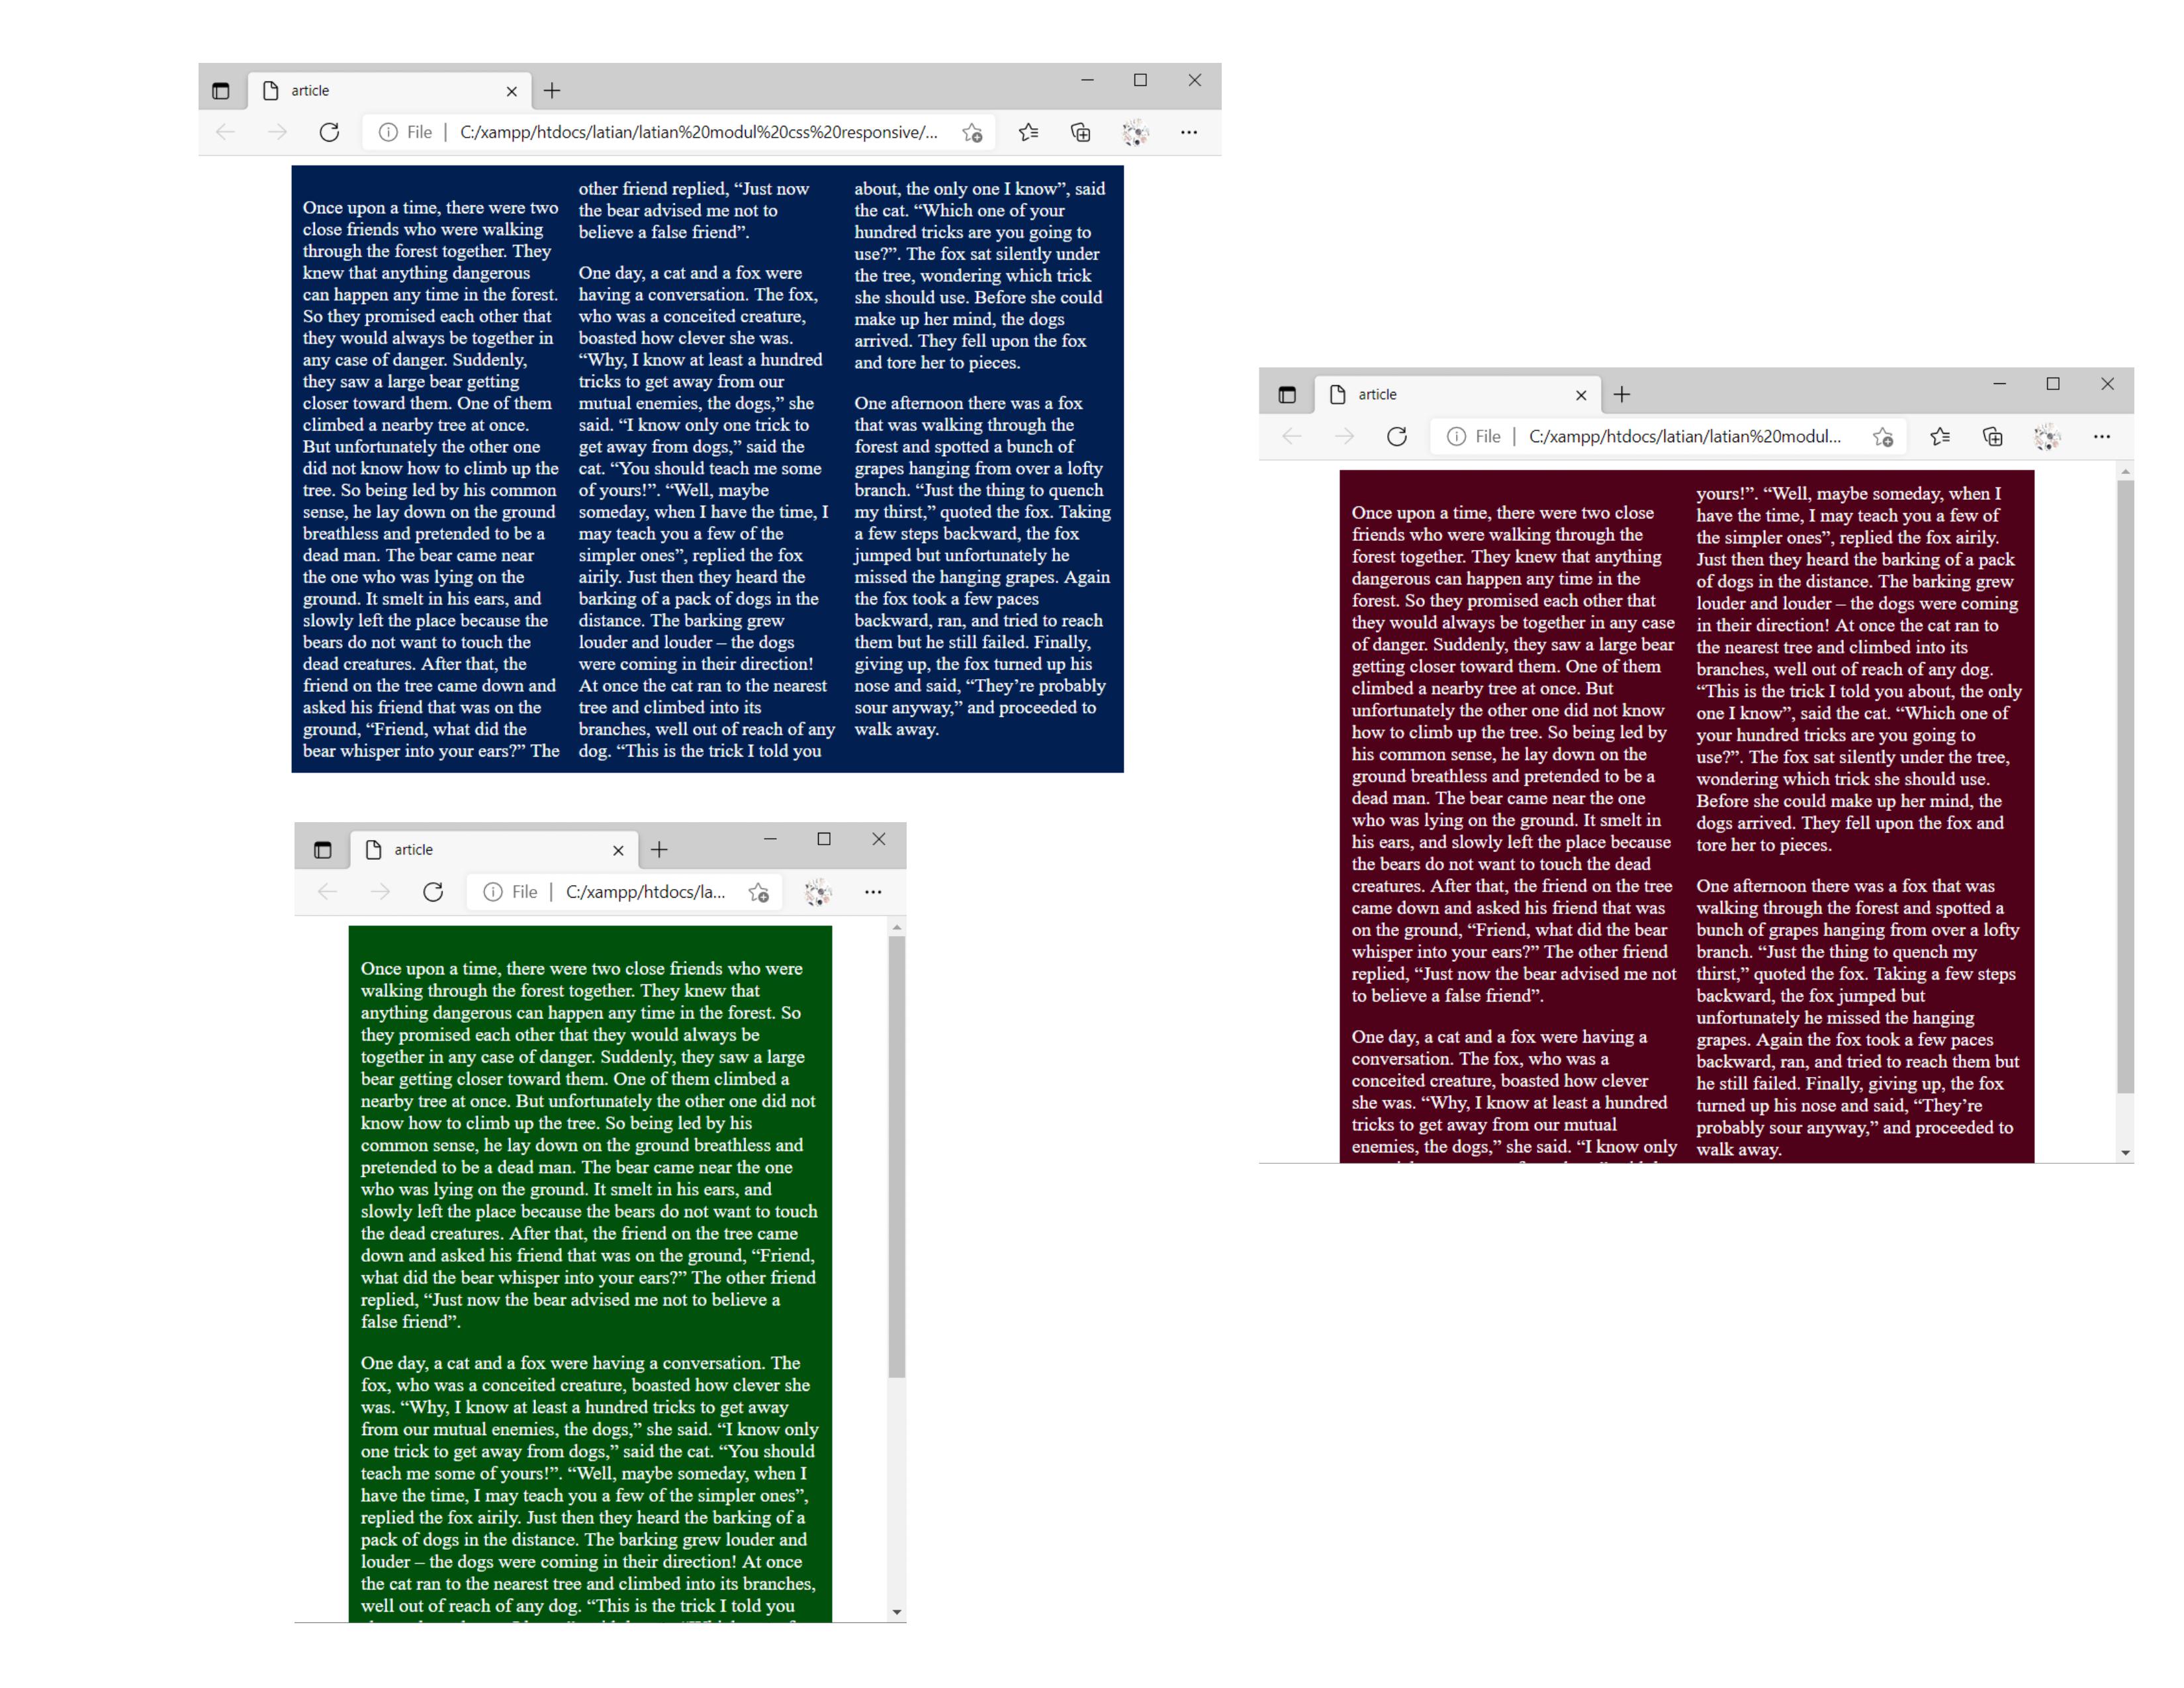 article
File
C:/xampp/htdocs/latian/latian%20modul%20css%20responsive/...
Once upon a time, there were two
close friends who were walking
through the forest together. They
knew that anything dangerous
can happen any time in the forest.
So they promised each other that
they would always be together in
any case of danger. Suddenly,
they saw a large bear getting
closer toward them. One of them
climbed a nearby tree at once.
But unfortunately the other one
did not know how to climb up the
tree. So being led by his common
sense, he lay down on the ground
breathless and pretended to be a
dead man. The bear came near
the one who was lying on the
ground. It smelt in his ears, and
slowly left the place because the
bears do not want to touch the
dead creatures. After that, the
friend on the tree came down and
asked his friend that was on the
ground, “Friend, what did the
bear whisper into your ears?” The
other friend replied, “Just now
the bear advised me not to
believe a false friend”.
One day, a cat and a fox were
having a conversation. The fox,
who was a conceited creature,
boasted how clever she was.
“Why, I know at least a hundred
tricks to get away from our
mutual enemies, the dogs,” she
said. “I know only one trick to
get away from dogs,” said the
cat. “You should teach me some
of yours!”. “Well, maybe
someday, when I have the time, I
may teach you a few of the
simpler ones”, replied the fox
airily. Just then they heard the
barking of a pack of dogs in the
distance. The barking grew
louder and louder – the dogs
were coming in their direction!
At once the cat ran to the nearest
tree and climbed into its
branches, well out of reach of any
dog. “This is the trick I told you
about, the only one I know”, said
the cat. “Which one of your
hundred tricks are you going to
use?”. The fox sat silently under
the tree, wondering which trick
she should use. Before she could
make up her mind, the dogs
arrived. They fell upon the fox
and tore her to pieces.
One afternoon there was a fox
that was walking through the
forest and spotted a bunch of
grapes hanging from over a lofty
branch. “Just the thing to quench
my thirst,” quoted the fox. Taking
a few steps backward, the fox
jumped but unfortunately he
missed the hanging grapes. Again
the fox took a few paces
backward, ran, and tried to reach
them but he still failed. Finally,
giving up, the fox turned up his
nose and said, “They’re probably
sour anyway,” and proceeded to
walk away.
article
File
C:/xampp/htdocs/latian/latian%20modul...
Once upon a time, there were two close
friends who were walking through the
forest together. They knew that anything
dangerous can happen any time in the
forest. So they promised each other that
they would always be together in any case
of danger. Suddenly, they saw a large bear
getting closer toward them. One of them
climbed a nearby tree at once. But
unfortunately the other one did not know
how to climb up the tree. So being led by
his common sense, he lay down on the
ground breathless and pretended to be a
dead man. The bear came near the one
who was lying on the ground. It smelt in
his ears, and slowly left the place because
the bears do not want to touch the dead
creatures. After that, the friend on the tree
came down and asked his friend that was
on the ground, “Friend, what did the bear
whisper into your ears?” The other friend
replied, “Just now the bear advised me not
to believe a false friend”.
One day, a cat and a fox were having a
conversation. The fox, who was a
conceited creature, boasted how clever
she was. “Why, I know at least a hundred
tricks to get away from our mutual
enemies, the dogs,” she said. “I know only
yours!”. “Well, maybe someday, when I
have the time, I may teach you a few of
the simpler ones”, replied the fox airily.
Just then they heard the barking of a pack
of dogs in the distance. The barking grew
louder and louder – the dogs were coming
in their direction! At once the cat ran to
the nearest tree and climbed into its
branches, well out of reach of any dog.
“This is the trick I told you about, the only
one I know”, said the cat. “Which one of
your hundred tricks are you going to
use?”. The fox sat silently under the tree,
wondering which trick she should use.
Before she could make up her mind, the
dogs arrived. They fell upon the fox and
tore her to pieces.
One afternoon there was a fox that was
walking through the forest and spotted a
bunch of grapes hanging from over a lofty
branch. “Just the thing to quench my
thirst,” quoted the fox. Taking a few steps
backward, the fox jumped but
unfortunately he missed the hanging
grapes. Again the fox took a few paces
backward, ran, and tried to reach them but
he still failed. Finally, giving up, the fox
turned up his nose and said, “They’re
probably sour anyway,” and proceeded to
walk away.
article
File
C:/xampp/htdocs/la...
Once upon a time, there were two close friends who were
walking through the forest together. They knew that
anything dangerous can happen any time in the forest. So
they promised each other that they would always be
together in any case of danger. Suddenly, they saw a large
bear getting closer toward them. One of them climbed a
nearby tree at once. But unfortunately the other one did not
know how to climb up the tree. So being led by his
common sense, he lay down on the ground breathless and
pretended to be a dead man. The bear came near the one
who was lying on the ground. It smelt in his ears, and
slowly left the place because the bears do not want to touch
the dead creatures. After that, the friend on the tree came
down and asked his friend that was on the ground, “Friend,
what did the bear whisper into your ears?” The other friend
replied, “Just now the bear advised me not to believe a
false friend”.
One day, a cat and a fox were having a conversation. The
fox, who was a conceited creature, boasted how clever she
was. “Why, I know at least a hundred tricks to get away
from our mutual enemies, the dogs,” she said. “I know only
one trick to get away from dogs,” said the cat. “You should
teach me some of yours!”. “Well, maybe someday, when I
have the time, I may teach you a few of the simpler ones”,
replied the fox airily. Just then they heard the barking of a
pack of dogs in the distance. The barking grew louder and
louder – the dogs were coming in their direction! At once
the cat ran to the nearest tree and climbed into its branches,
well out of reach of any dog. “This is the trick I told you